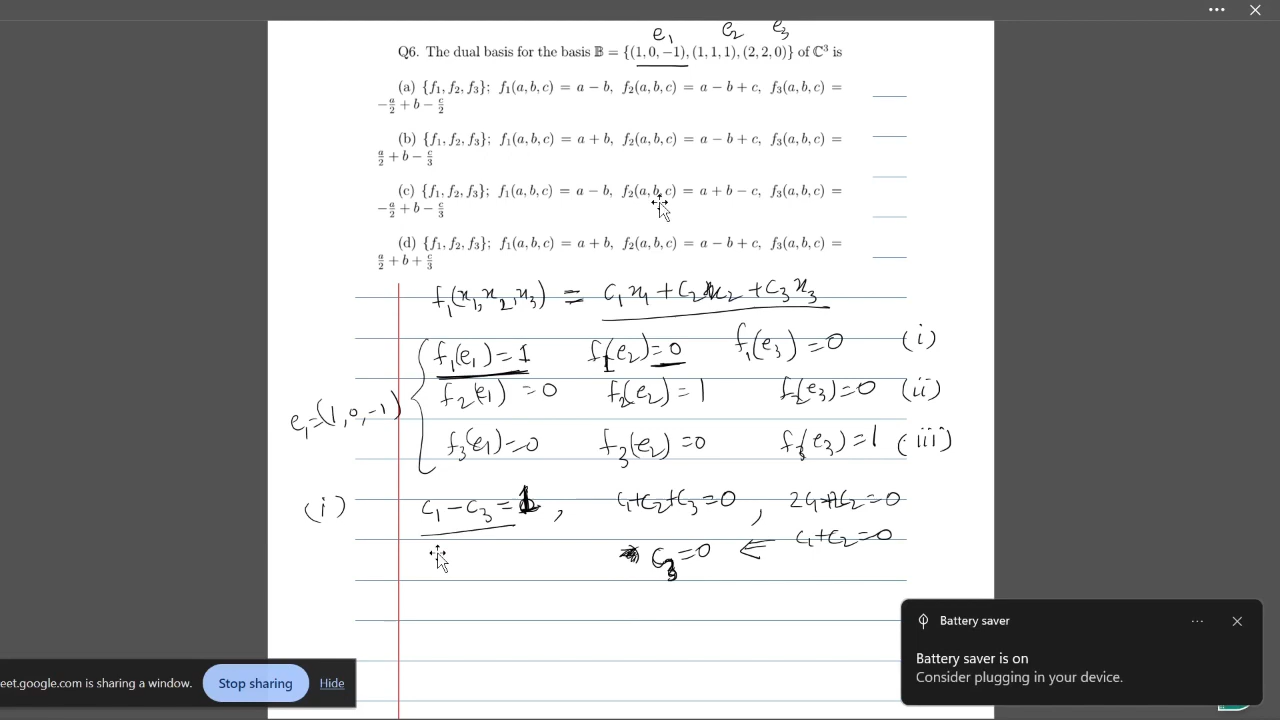 e₁ e₂ e₃
Q6. The dual basis for the basis 𝔹 = {(1, 0, −1), (1, 1, 1), (2, 2, 0)} of ℂ³ is
(a) {f₁, f₂, f₃}; f₁(a, b, c) = a − b, f₂(a, b, c) = a − b + c, f₃(a, b, c) =
−a/2 + b − c/2
(b) {f₁, f₂, f₃}; f₁(a, b, c) = a + b, f₂(a, b, c) = a − b + c, f₃(a, b, c) =
a/2 + b − c/3
(c) {f₁, f₂, f₃}; f₁(a, b, c) = a − b, f₂(a, b, c) = a + b − c, f₃(a, b, c) =
−a/2 + b − c/3
(d) {f₁, f₂, f₃}; f₁(a, b, c) = a + b, f₂(a, b, c) = a − b + c, f₃(a, b, c) =
a/2 + b + c/3
f₁(x₁, x₂, x₃) = c₁x₁ + c₂x₂ + c₃x₃
f₁(e₁) = 1 f₁(e₂) = 0 f₁(e₃) = 0 (i)
f₂(e₁) = 0 f₂(e₂) = 1 f₂(e₃) = 0 (ii)
e₁ = (1, 0, −1)
f₃(e₁) = 0 f₃(e₂) = 0 f₃(e₃) = 1 (iii)
(i) c₁ − c₃ = 1, c₁ + c₂ + c₃ = 0, 2c₁ + 2c₂ = 0
c₁ + c₂ = 0
c₃ = 0 ⇐
Battery saver
Battery saver is on
Consider plugging in your device.
eet.google.com is sharing a window. Stop sharing Hide